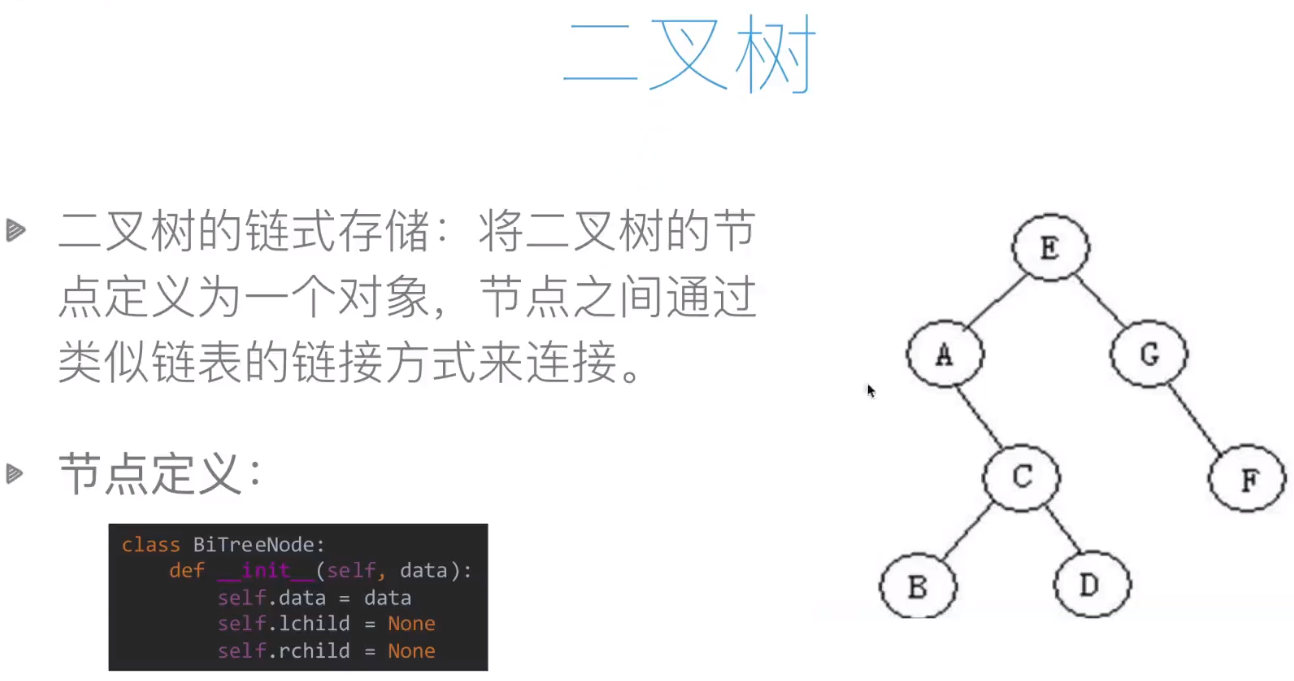 二叉树
二叉树的链式存储：将二叉树的节
点定义为一个对象，节点之间通过
类似链表的链接方式来连接。
节点定义：
class BiTreeNode:
    def __init__(self, data):
        self.data = data
        self.lchild = None
        self.rchild = None
E
A
G
C
F
B
D